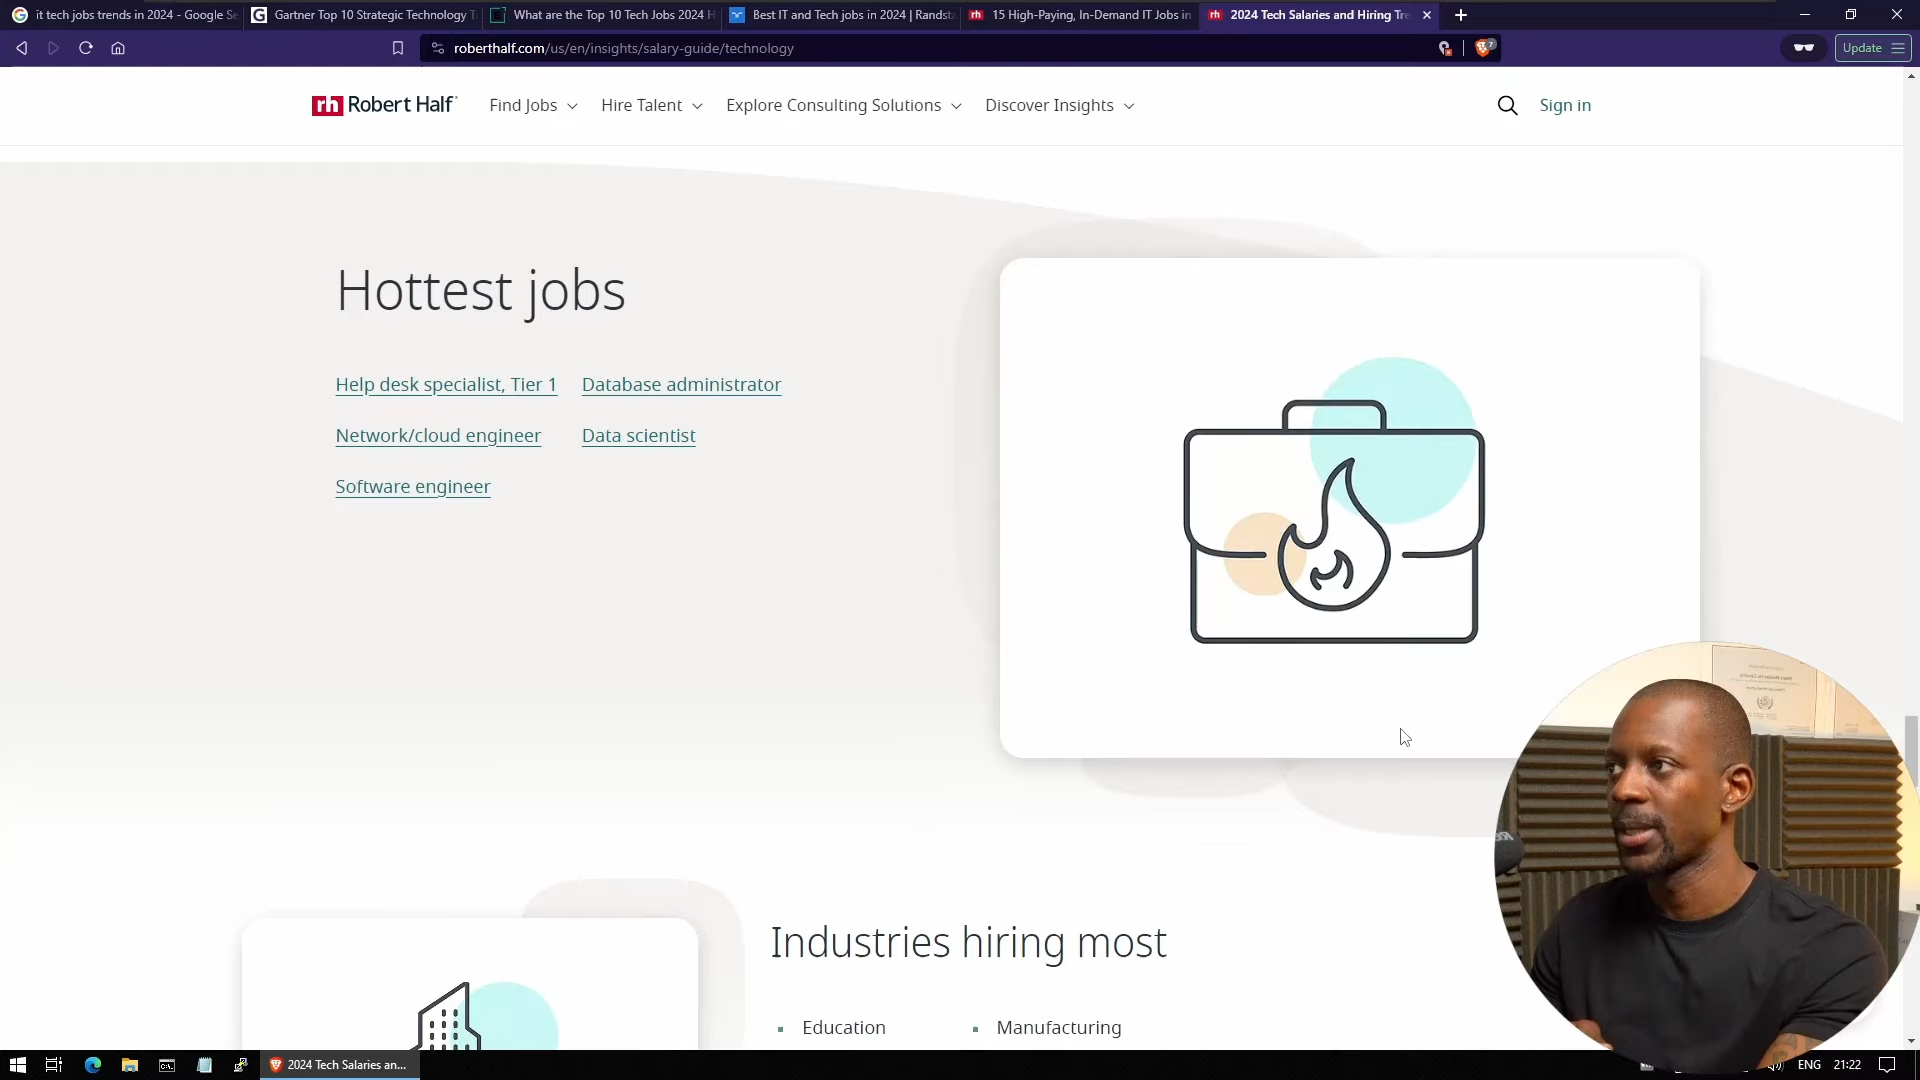 it tech jobs trends in 2024 - Google Se
Gartner Top 10 Strategic Technology T
What are the Top 10 Tech Jobs 2024 H
Best IT and Tech jobs in 2024 | Randsta
15 High-Paying, In-Demand IT Jobs in
2024 Tech Salaries and Hiring Tre
roberthalf.com/us/en/insights/salary-guide/technology
7
Update
rh Robert Half
Find Jobs
Hire Talent
Explore Consulting Solutions
Discover Insights
Sign in
Hottest jobs
Help desk specialist, Tier 1
Database administrator
Network/cloud engineer
Data scientist
Software engineer
Industries hiring most
Education
Manufacturing
2024 Tech Salaries an...
ENG
21:22